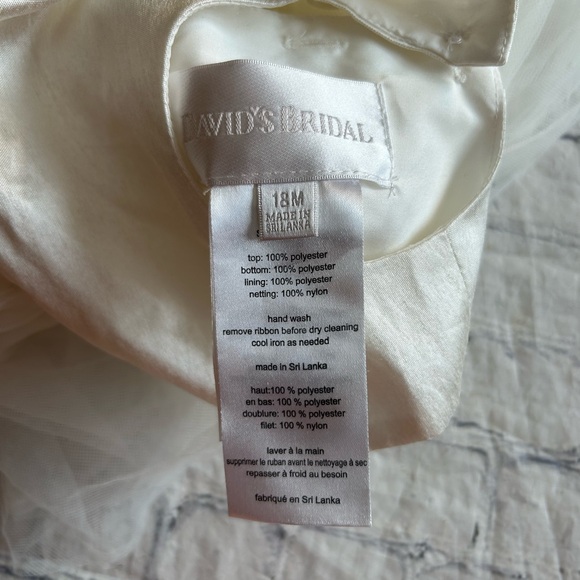 DAVID'S BRIDAL
18M
MADE IN
SRI LANKA
top: 100% polyester
bottom: 100% polyester
lining: 100% polyester
netting: 100% nylon
hand wash
remove ribbon before dry cleaning
cool iron as needed
made in Sri Lanka
haut:100 % polyester
en bas: 100 % polyester
doublure: 100 % polyester
filet: 100 % nylon
laver à la main
supprimer le ruban avant le nettoyage à sec
repasser à froid au besoin
fabriqué en Sri Lanka